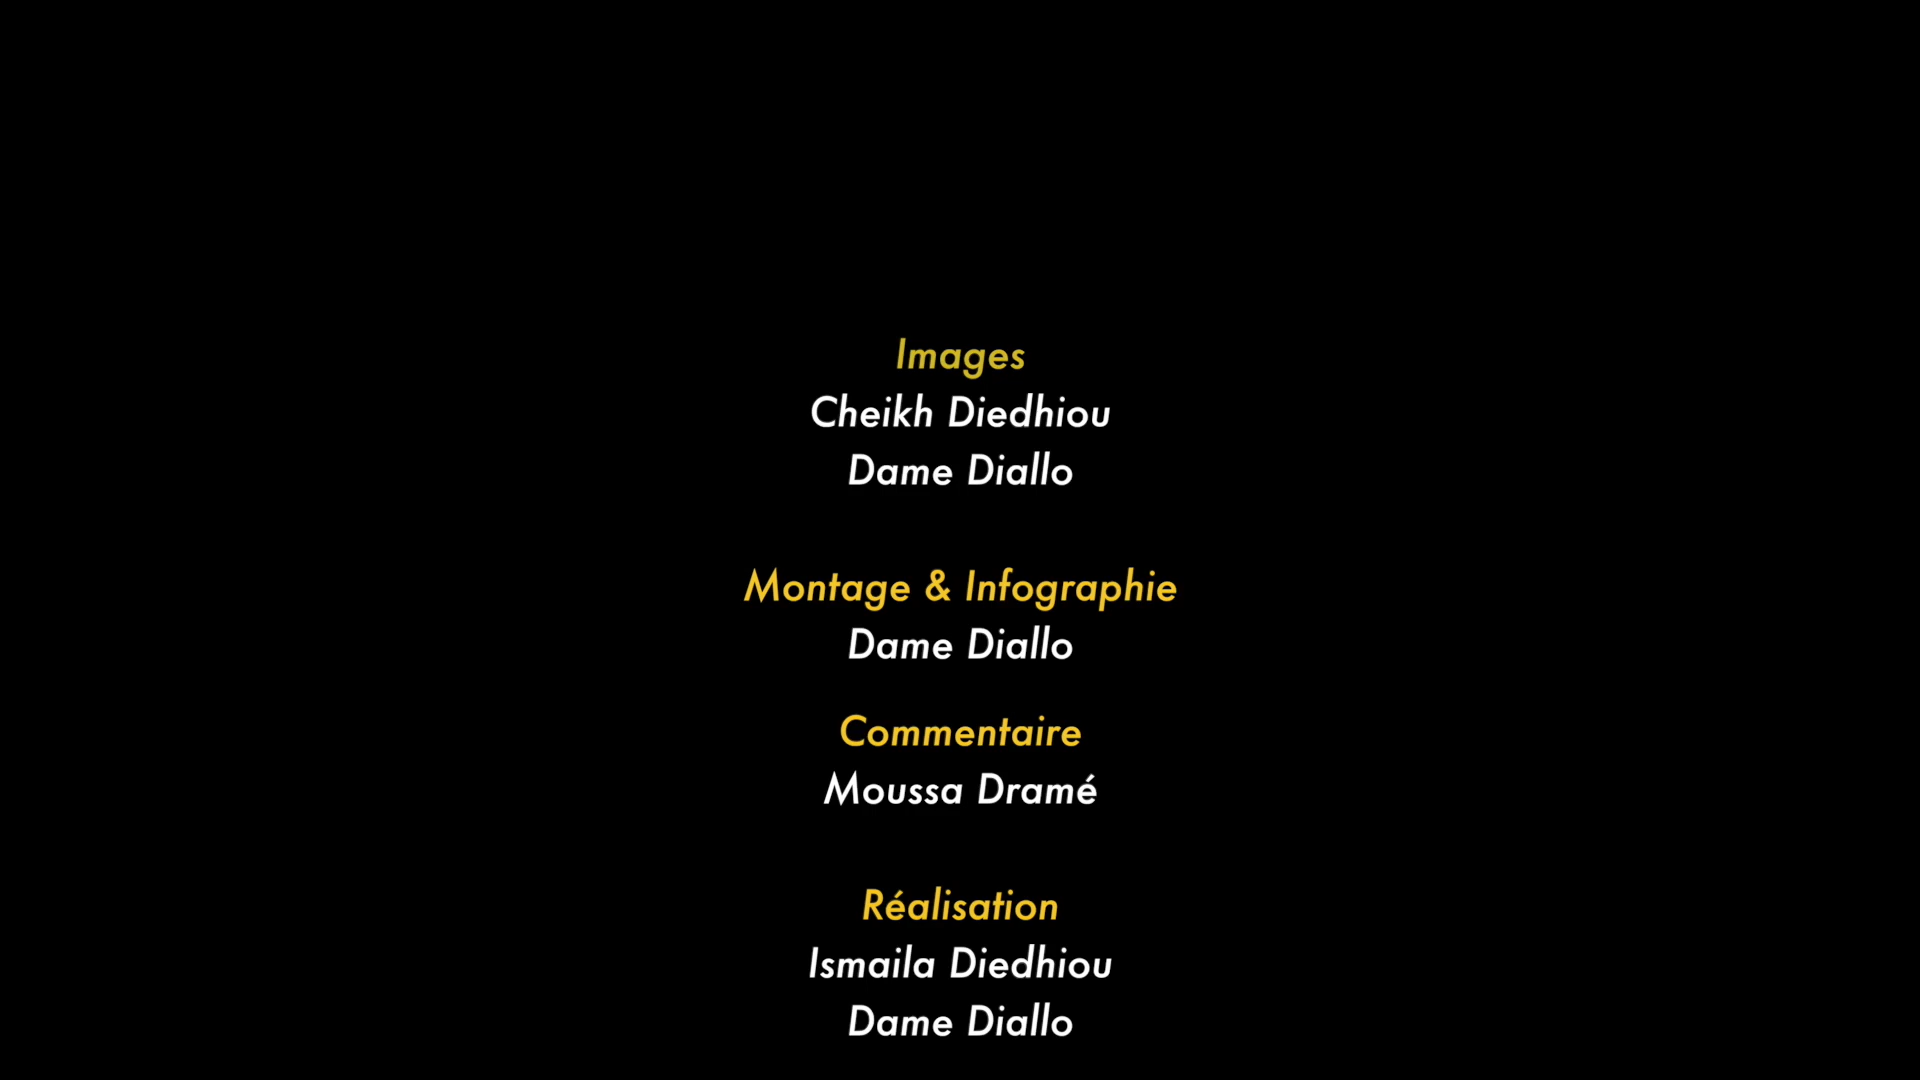 Images
Cheikh Diedhiou
Dame Diallo
Montage & Infographie
Dame Diallo
Commentaire
Moussa Dramé
Réalisation
Ismaila Diedhiou
Dame Diallo